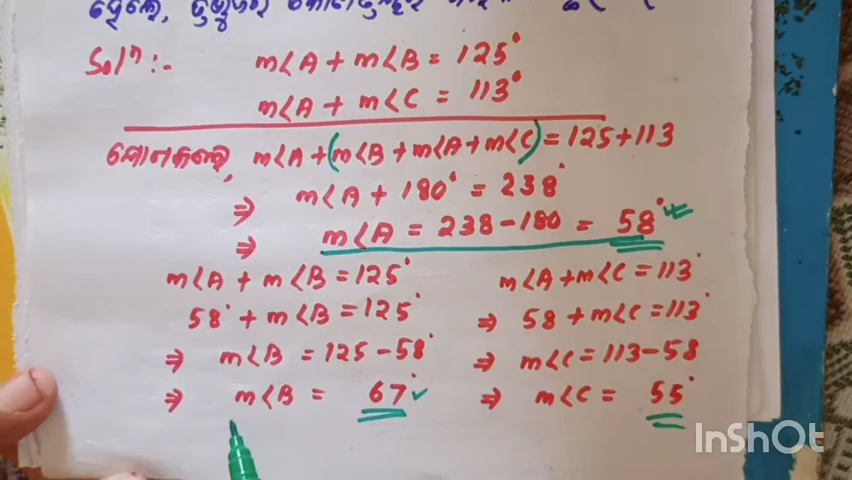 Solⁿ :- m<A + m<B = 125°
m<A + m<C = 113°
ଯୋଗକଲେ, m<A + (m<B + m<A + m<C) = 125 + 113
⇒ m<A + 180° = 238°
⇒ m<A = 238 - 180 = 58°
m<A + m<B = 125°
58° + m<B = 125°
⇒ m<B = 125 - 58°
⇒ m<B = 67°
m<A + m<C = 113°
⇒ 58 + m<C = 113°
⇒ m<C = 113 - 58
⇒ m<C = 55°
InShOt